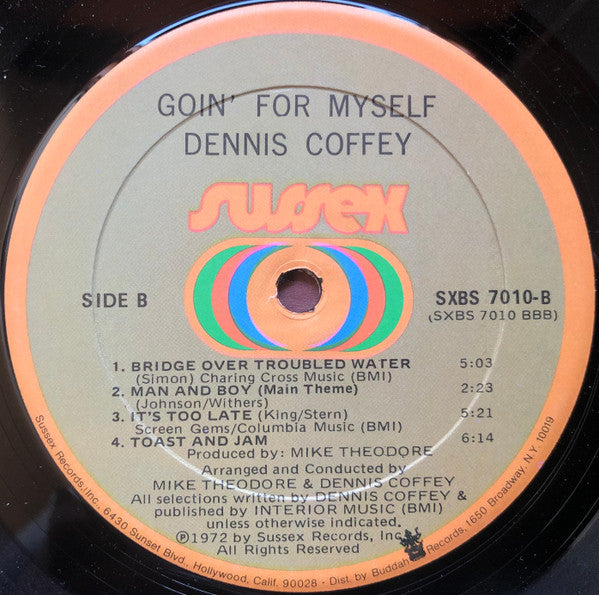 GOIN' FOR MYSELF
DENNIS COFFEY
sussex
SIDE B
SXBS 7010-B
(SXBS 7010 BBB)
1. BRIDGE OVER TROUBLED WATER 5:03
(Simon) Charing Cross Music (BMI)
2. MAN AND BOY (Main Theme) 2:23
(Johnson/Withers)
3. IT'S TOO LATE (King/Stern) 5:21
Screen Gems/Columbia Music (BMI)
4. TOAST AND JAM 6:14
Produced by: MIKE THEODORE
Arranged and Conducted by
MIKE THEODORE & DENNIS COFFEY
All selections written by DENNIS COFFEY &
published by INTERIOR MUSIC (BMI)
unless otherwise indicated.
℗1972 by Sussex Records, Inc.
All Rights Reserved
Sussex Records, Inc. 6430 Sunset Blvd., Hollywood, Calif. 90028 - Dist. by Buddah Records, 1650 Broadway, N.Y. 10019